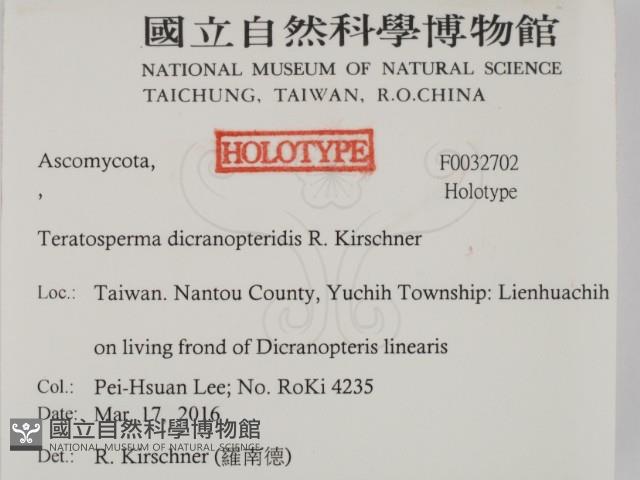 國立自然科學博物館
NATIONAL MUSEUM OF NATURAL SCIENCE
TAICHUNG, TAIWAN, R.O.CHINA
HOLOTYPE
Ascomycota, F0032702
, Holotype
Teratosperma dicranopteridis R. Kirschner
Loc.: Taiwan. Nantou County, Yuchih Township: Lienhuachih
on living frond of Dicranopteris linearis
Col.: Pei-Hsuan Lee; No. RoKi 4235
Date: Mar. 17, 2016
國立自然科學博物館
NATIONAL MUSEUM OF NATURAL SCIENCE
Det.: R. Kirschner (羅南德)